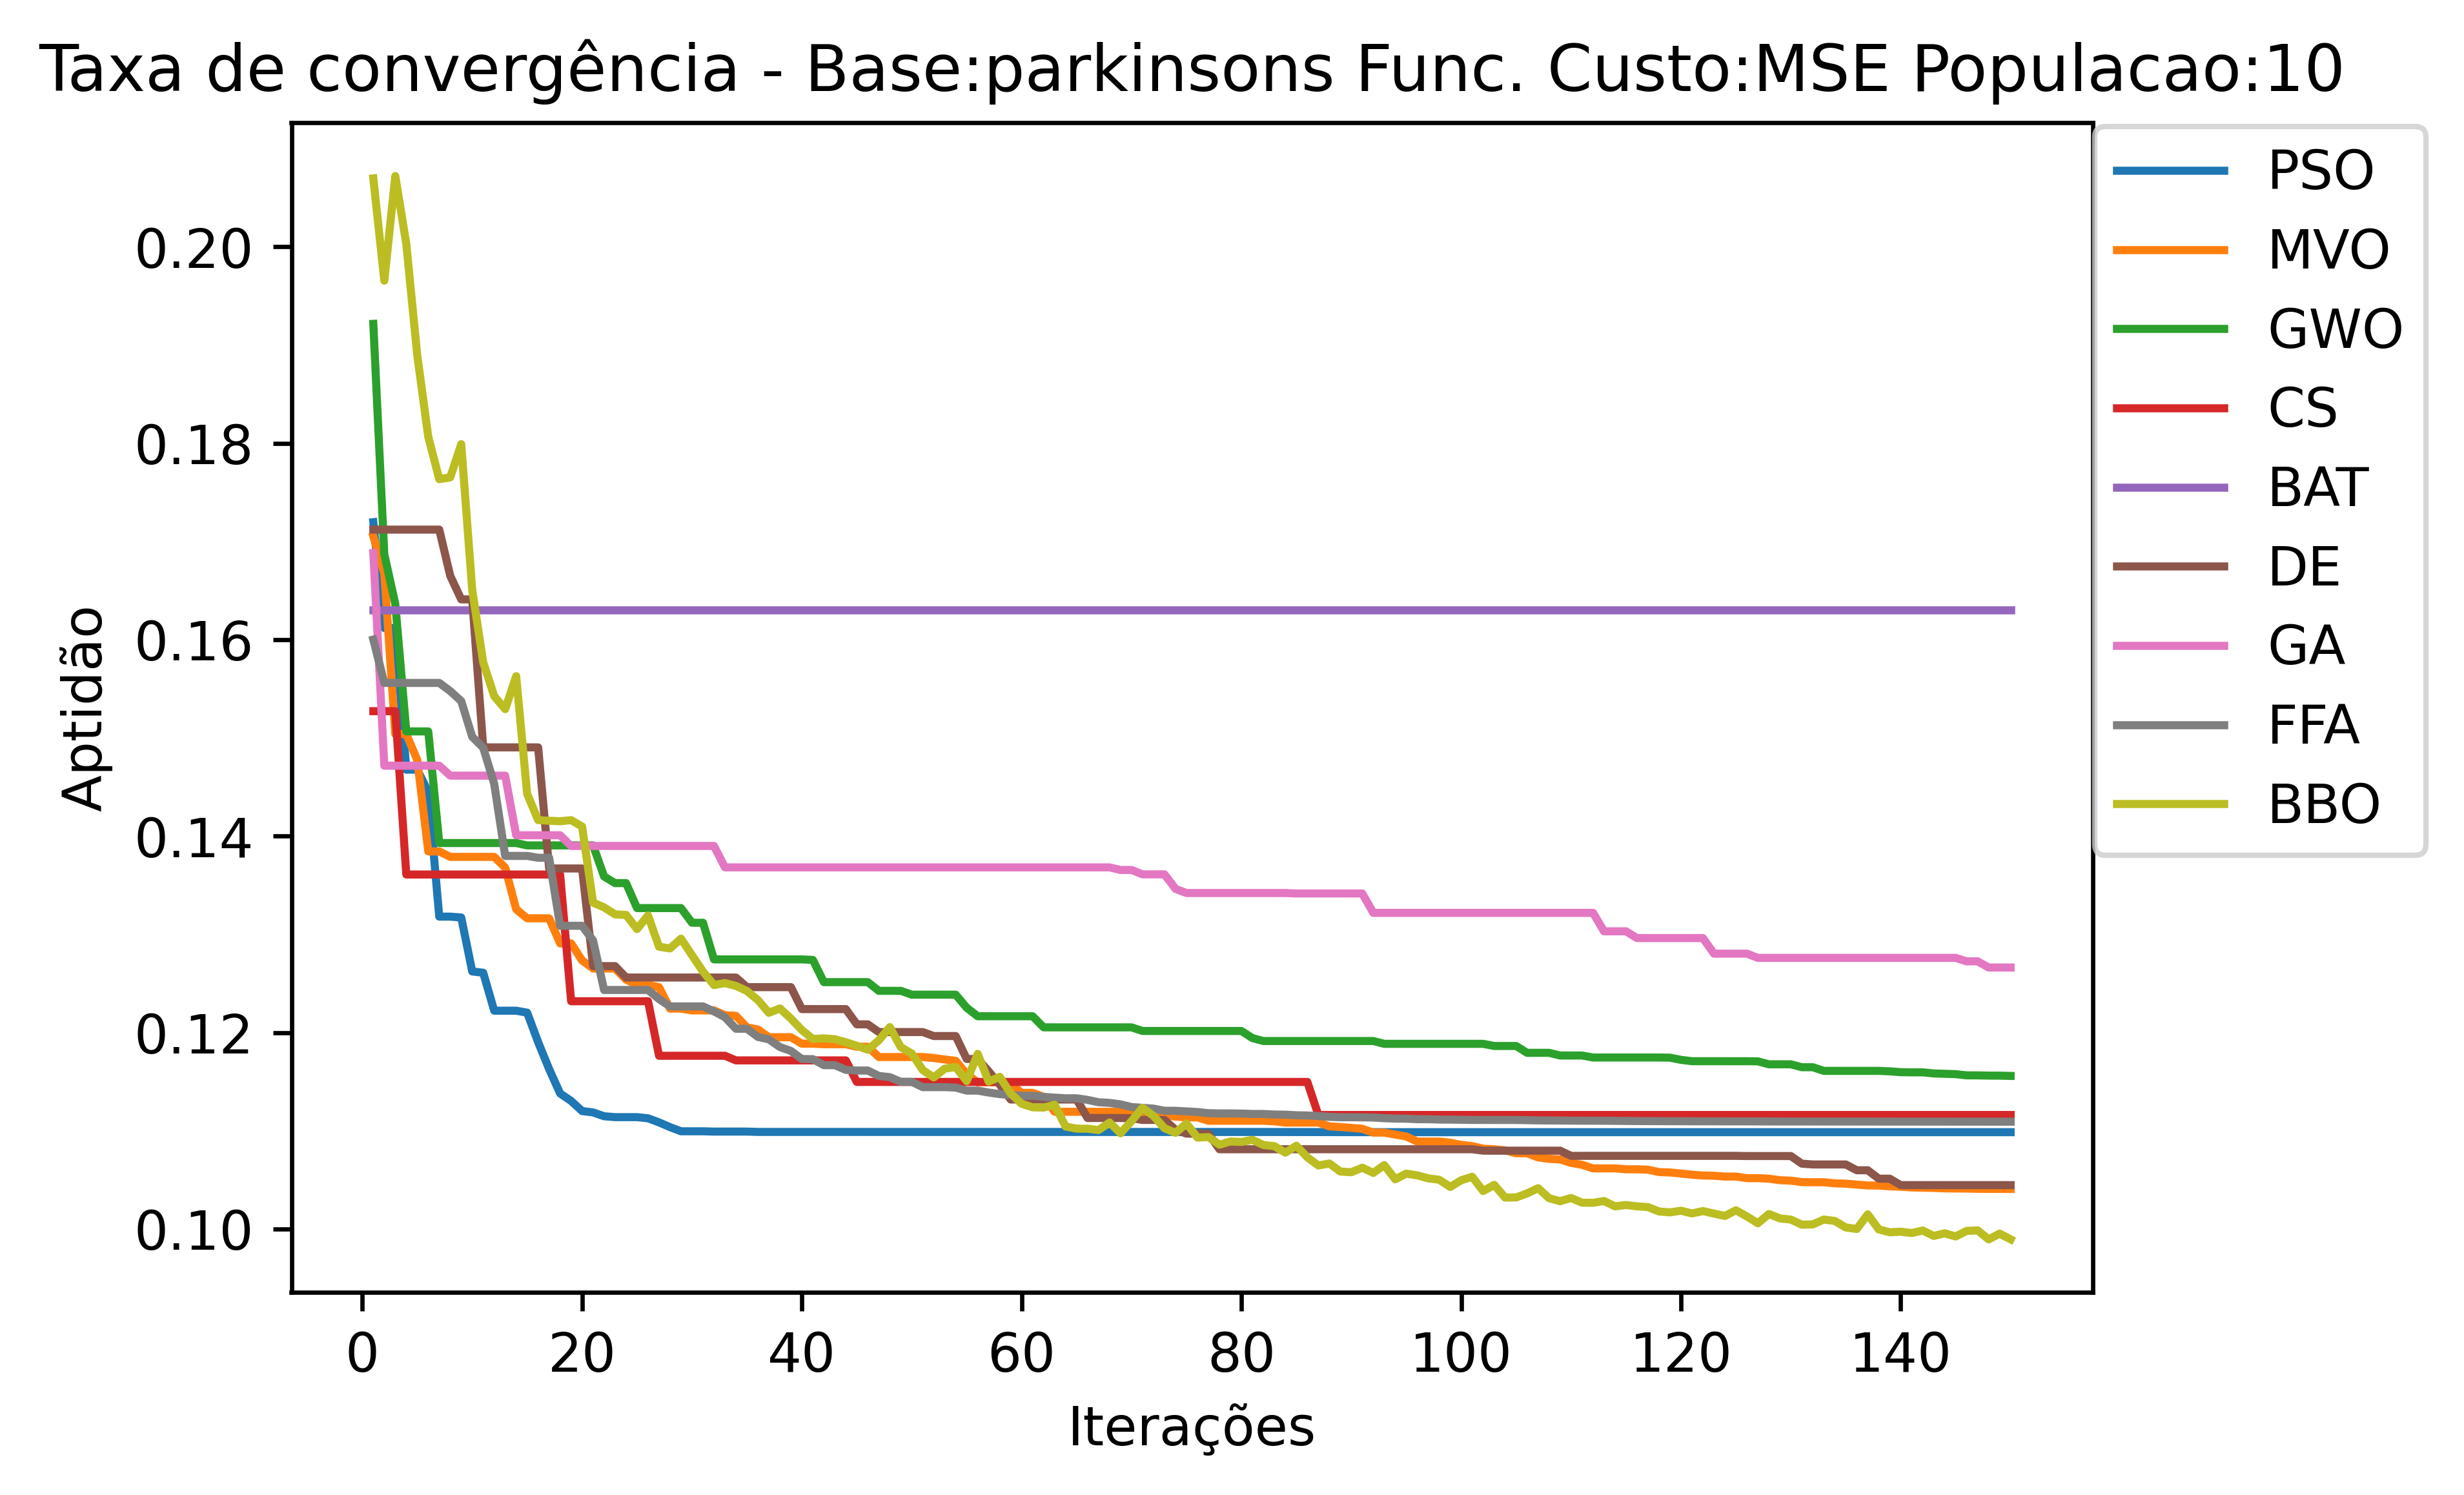 Taxa de convergência - Base:parkinsons Func. Custo:MSE Populacao:10
PSO
MVO
GWO
CS
BAT
DE
GA
FFA
BBO
Aptidão
0.20
0.18
0.16
0.14
0.12
0.10
0 20 40 60 80 100 120 140
Iterações